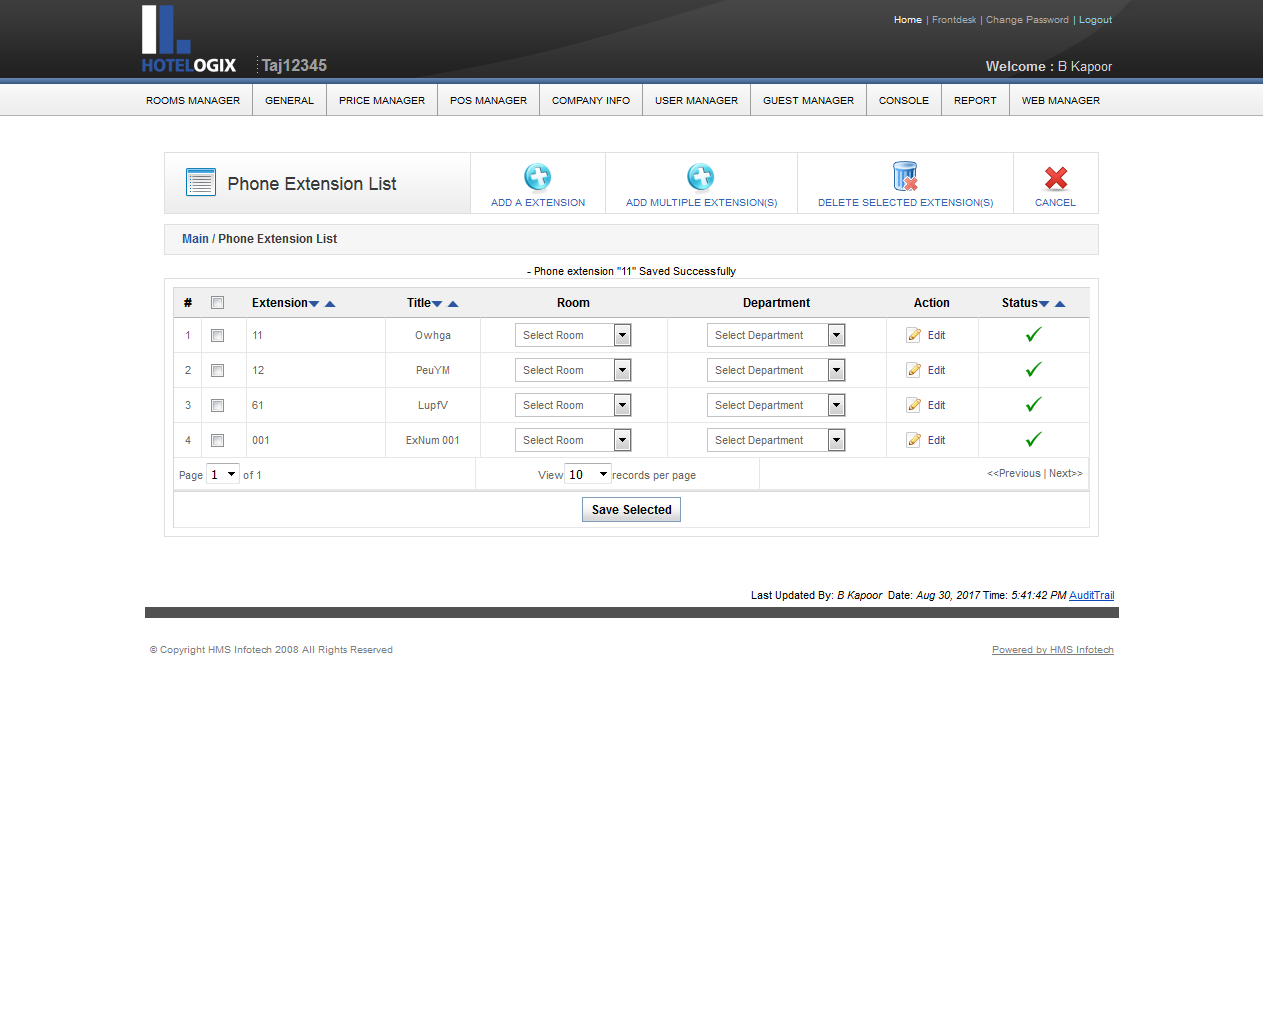 Home | Frontdesk | Change Password | Logout
HOTELOGIX Taj12345
Welcome : B Kapoor
ROOMS MANAGER GENERAL PRICE MANAGER POS MANAGER COMPANY INFO USER MANAGER GUEST MANAGER CONSOLE REPORT WEB MANAGER
Phone Extension List
ADD A EXTENSION ADD MULTIPLE EXTENSION(S) DELETE SELECTED EXTENSION(S) CANCEL
Main / Phone Extension List
- Phone extension "11" Saved Successfully
# Extension Title Room Department Action Status
1 11 Owhga Select Room Select Department Edit
2 12 PeuYM Select Room Select Department Edit
3 61 LupfV Select Room Select Department Edit
4 001 ExNum 001 Select Room Select Department Edit
Page 1 of 1 View 10 records per page <<Previous | Next>>
Save Selected
Last Updated By: B Kapoor Date: Aug 30, 2017 Time: 5:41:42 PM AuditTrail
© Copyright HMS Infotech 2008 All Rights Reserved Powered by HMS Infotech